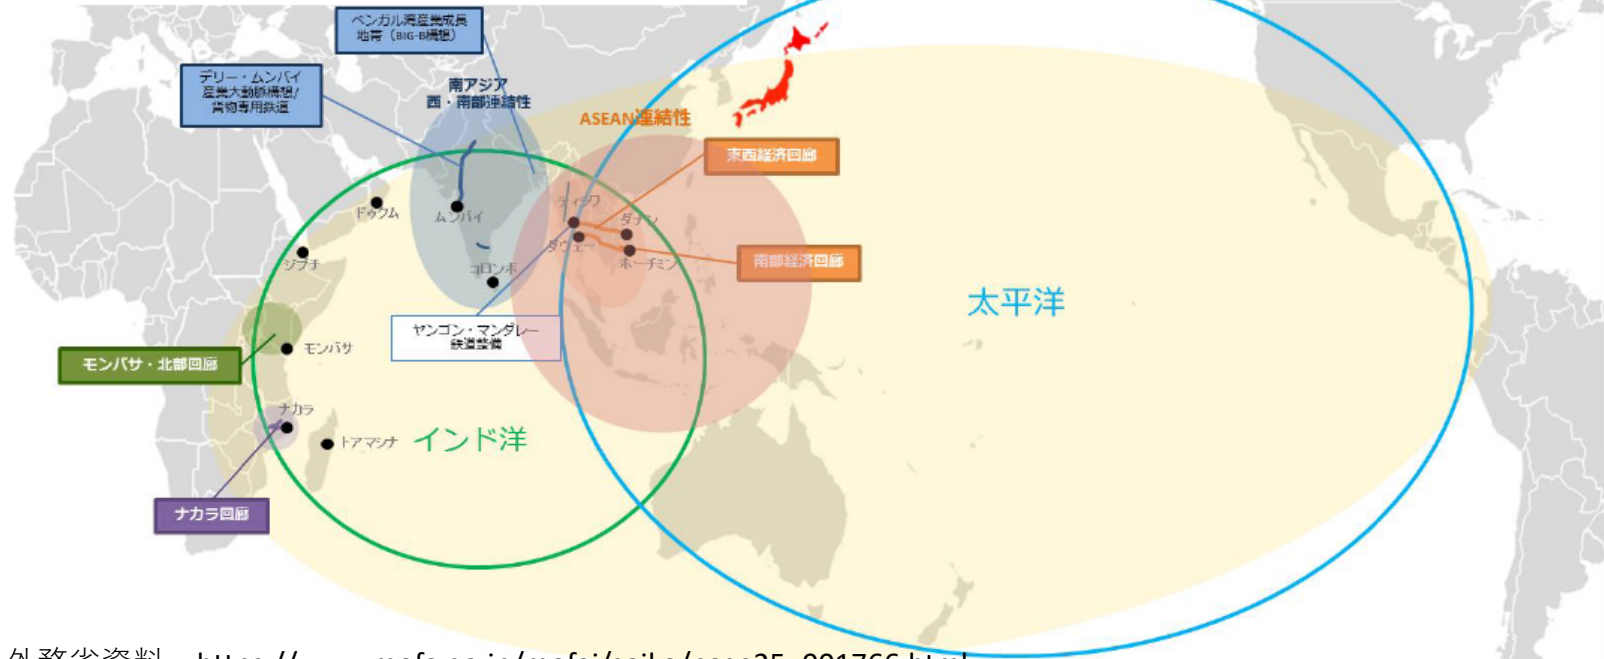 ベンガル湾産業成長
地帯（BIG-B構想）
デリー・ムンバイ
産業大動脈構想/
貨物専用鉄道
南アジア
西・南部連結性
ASEAN連結性
東西経済回廊
ドゥクム
ムンバイ
ティラワ
ダナン
ダウェー
ホーチミン
南部経済回廊
ジブチ
コロンボ
太平洋
ヤンゴン・マンダレー
鉄道整備
モンバサ
モンバサ・北部回廊
ナカラ
トアマシナ
インド洋
ナカラ回廊
外務省資料